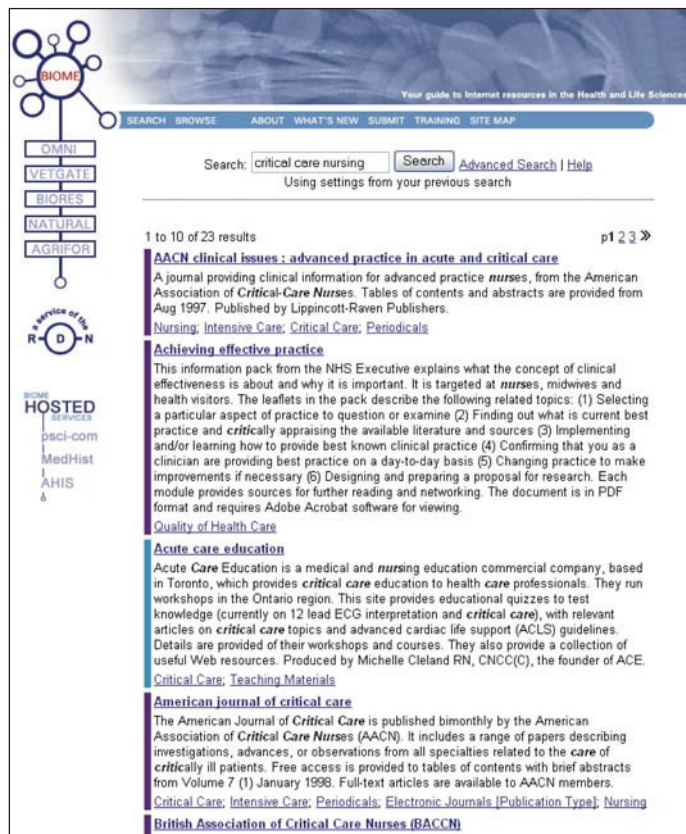 BIOME
Your guide to Internet resources in the Health and Life Sciences
SEARCH BROWSE ABOUT WHAT'S NEW SUBMIT TRAINING SITE MAP
OMNI
VETGATE
BIORES
NATURAL
AGRIFOR
a service of the
R D N
BIOME
HOSTED
SERVICES
psci-com
MedHist
AHIS
Search: critical care nursing Search Advanced Search | Help
Using settings from your previous search
1 to 10 of 23 results p1 2 3 »
AACN clinical issues : advanced practice in acute and critical care
A journal providing clinical information for advanced practice nurses, from the American
Association of Critical-Care Nurses. Tables of contents and abstracts are provided from
Aug 1997. Published by Lippincott-Raven Publishers.
Nursing; Intensive Care; Critical Care; Periodicals
Achieving effective practice
This information pack from the NHS Executive explains what the concept of clinical
effectiveness is about and why it is important. It is targeted at nurses, midwives and
health visitors. The leaflets in the pack describe the following related topics: (1) Selecting
a particular aspect of practice to question or examine (2) Finding out what is current best
practice and critically appraising the available literature and sources (3) Implementing
and/or learning how to provide best known clinical practice (4) Confirming that you as a
clinician are providing best practice on a day-to-day basis (5) Changing practice to make
improvements if necessary (6) Designing and preparing a proposal for research. Each
module provides sources for further reading and networking. The document is in PDF
format and requires Adobe Acrobat software for viewing.
Quality of Health Care
Acute care education
Acute Care Education is a medical and nursing education commercial company, based
in Toronto, which provides critical care education to health care professionals. They run
workshops in the Ontario region. This site provides educational quizzes to test
knowledge (currently on 12 lead ECG interpretation and critical care), with relevant
articles on critical care topics and advanced cardiac life support (ACLS) guidelines.
Details are provided of their workshops and courses. They also provide a collection of
useful Web resources. Produced by Michelle Cleland RN, CNCC(C), the founder of ACE.
Critical Care; Teaching Materials
American journal of critical care
The American Journal of Critical Care is published bimonthly by the American
Association of Critical Care Nurses (AACN). It includes a range of papers describing
investigations, advances, or observations from all specialties related to the care of
critically ill patients. Free access is provided to tables of contents with brief abstracts
from Volume 7 (1) January 1998. Full-text articles are available to AACN members.
Critical Care; Intensive Care; Periodicals; Electronic Journals [Publication Type]; Nursing
British Association of Critical Care Nurses (BACCN)